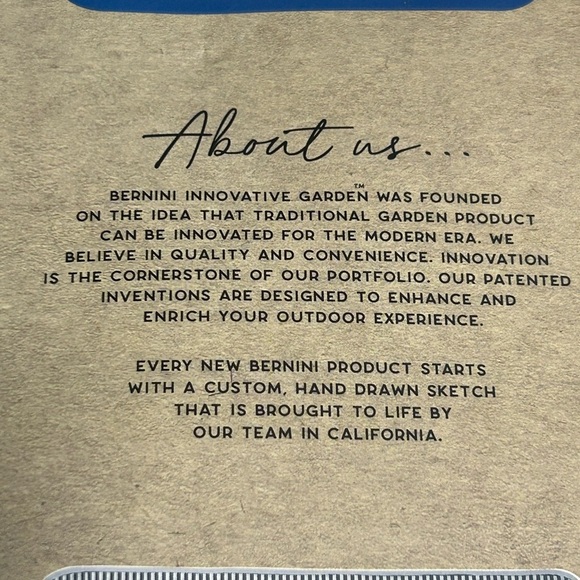 About us...
BERNINI INNOVATIVE GARDEN™ WAS FOUNDED
ON THE IDEA THAT TRADITIONAL GARDEN PRODUCT
CAN BE INNOVATED FOR THE MODERN ERA. WE
BELIEVE IN QUALITY AND CONVENIENCE. INNOVATION
IS THE CORNERSTONE OF OUR PORTFOLIO. OUR PATENTED
INVENTIONS ARE DESIGNED TO ENHANCE AND
ENRICH YOUR OUTDOOR EXPERIENCE.
EVERY NEW BERNINI PRODUCT STARTS
WITH A CUSTOM, HAND DRAWN SKETCH
THAT IS BROUGHT TO LIFE BY
OUR TEAM IN CALIFORNIA.